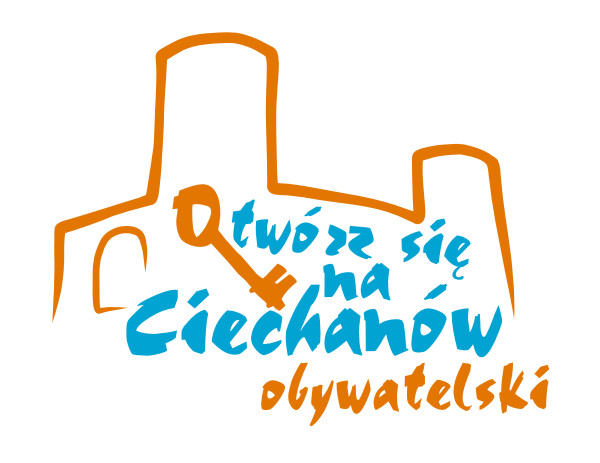 Otwórz się
na
Ciechanów
obywatelski